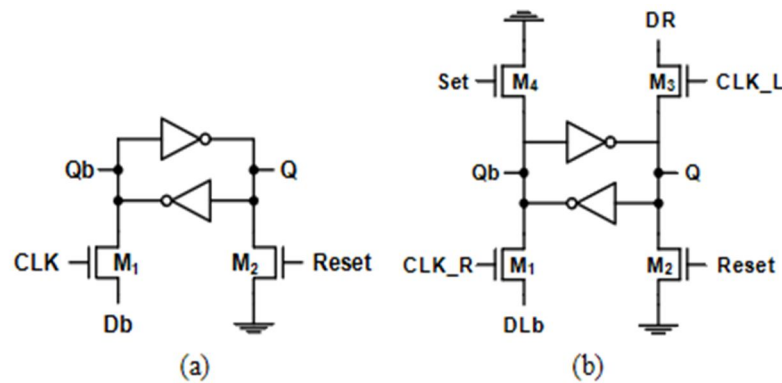 DR
Set
M4
M3
CLK_L
Qb
Q
Qb
Q
CLK
M1
M2
Reset
CLK_R
M1
M2
Reset
Db
DLb
(a)
(b)